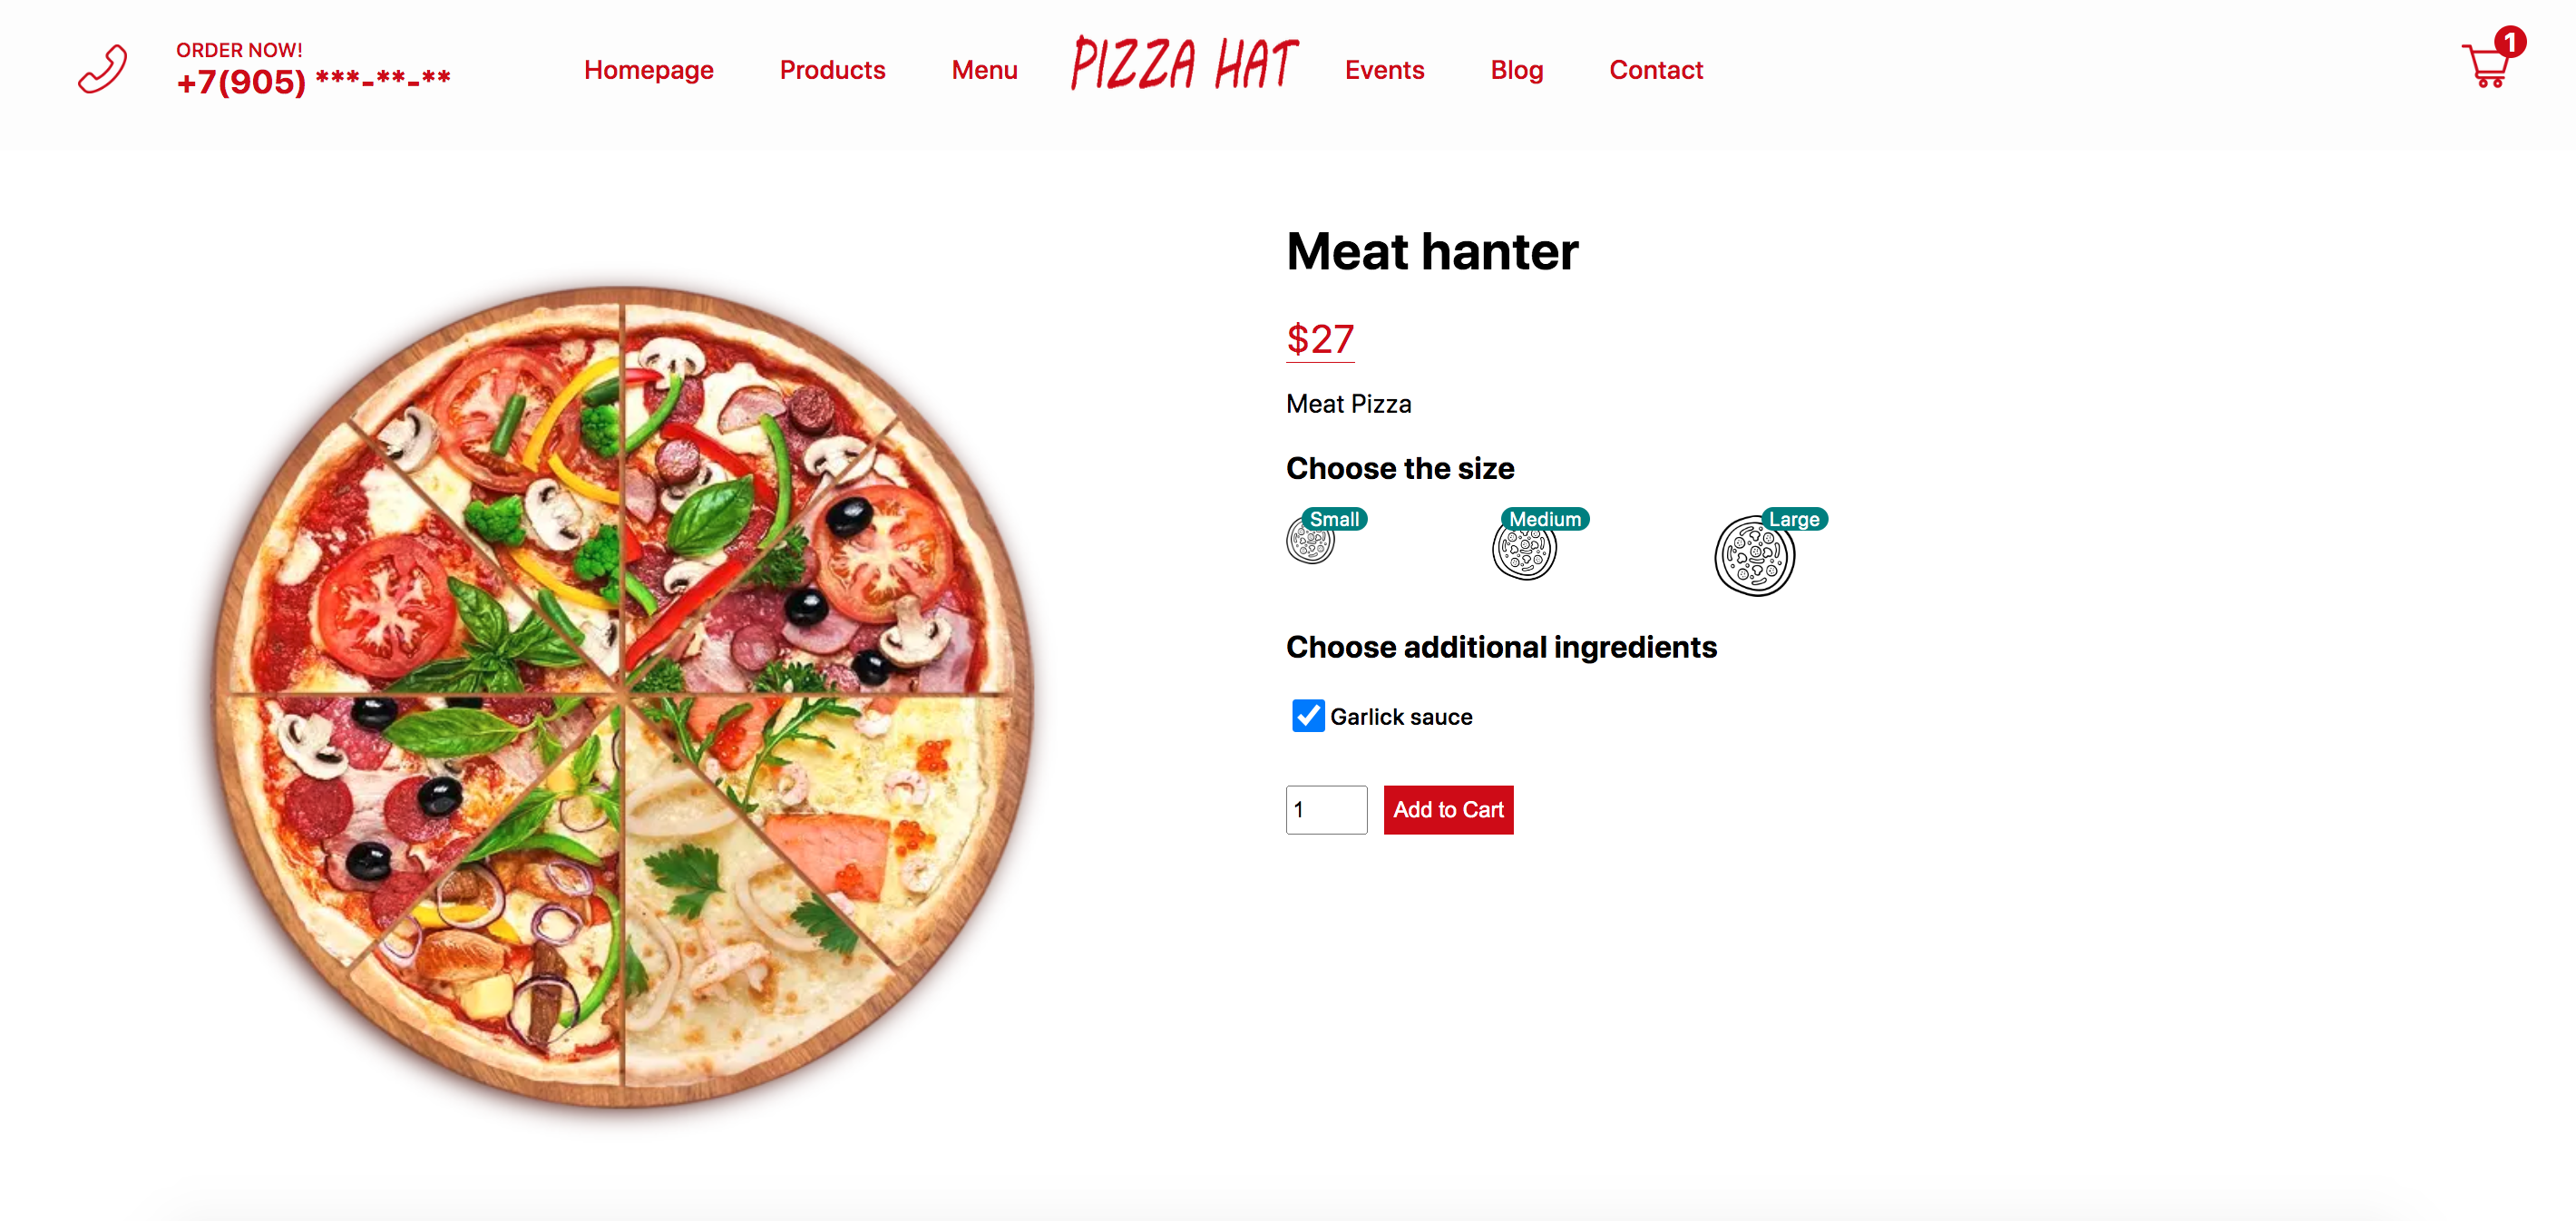 ORDER NOW!
+7(905) ***-**-**
Homepage
Products
Menu
PIZZA HAT
Events
Blog
Contact
1
Meat hanter
$27
Meat Pizza
Choose the size
Small
Medium
Large
Choose additional ingredients
Garlick sauce
1
Add to Cart